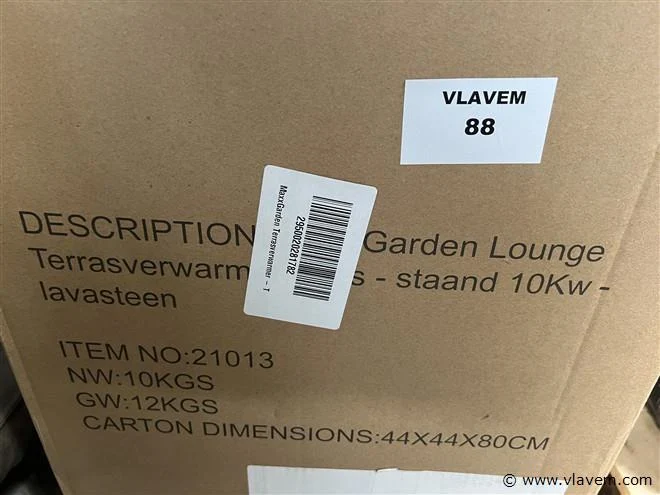 VLAVEM
88
MaxxGarden Terrasverwarmer - T
2950020281782
DESCRIPTION Garden Lounge
Terrasverwarm s - staand 10Kw -
lavasteen
ITEM NO:21013
NW:10KGS
GW:12KGS
CARTON DIMENSIONS:44X44X80CM
© www.vlavem.com